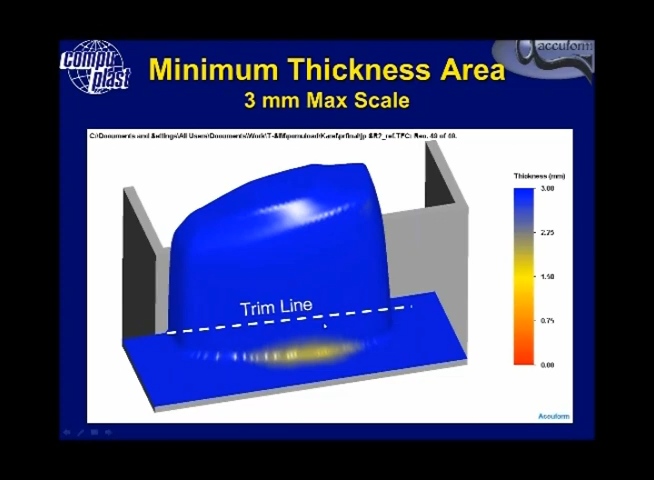 compu
plast
accuform
Minimum Thickness Area
3 mm Max Scale
Thickness (mm)
3.00
2.25
1.50
0.75
0.00
Trim Line
Accuform